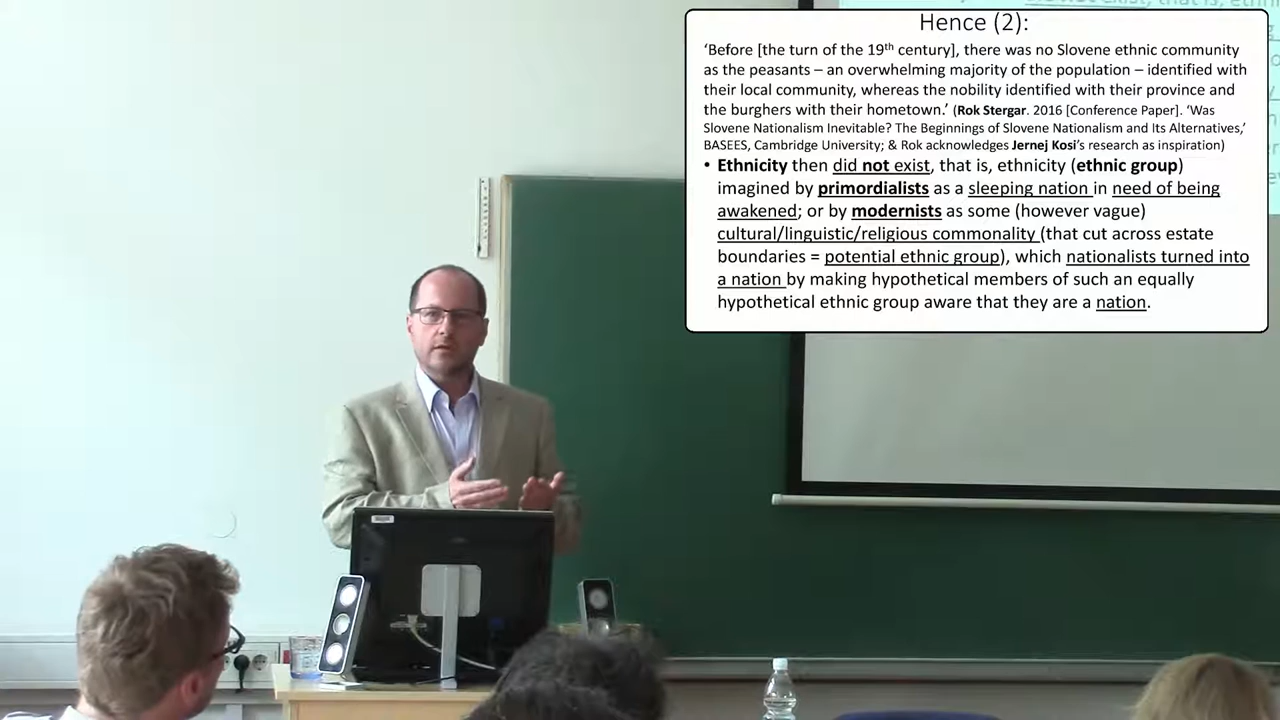 Hence (2):
‘Before [the turn of the 19th century], there was no Slovene ethnic community
as the peasants – an overwhelming majority of the population – identified with
their local community, whereas the nobility identified with their province and
the burghers with their hometown.’ (Rok Stergar. 2016 [Conference Paper]. ‘Was
Slovene Nationalism Inevitable? The Beginnings of Slovene Nationalism and Its Alternatives,’
BASEES, Cambridge University; & Rok acknowledges Jernej Kosi’s research as inspiration)
• Ethnicity then did not exist, that is, ethnicity (ethnic group)
imagined by primordialists as a sleeping nation in need of being
awakened; or by modernists as some (however vague)
cultural/linguistic/religious commonality (that cut across estate
boundaries = potential ethnic group), which nationalists turned into
a nation by making hypothetical members of such an equally
hypothetical ethnic group aware that they are a nation.